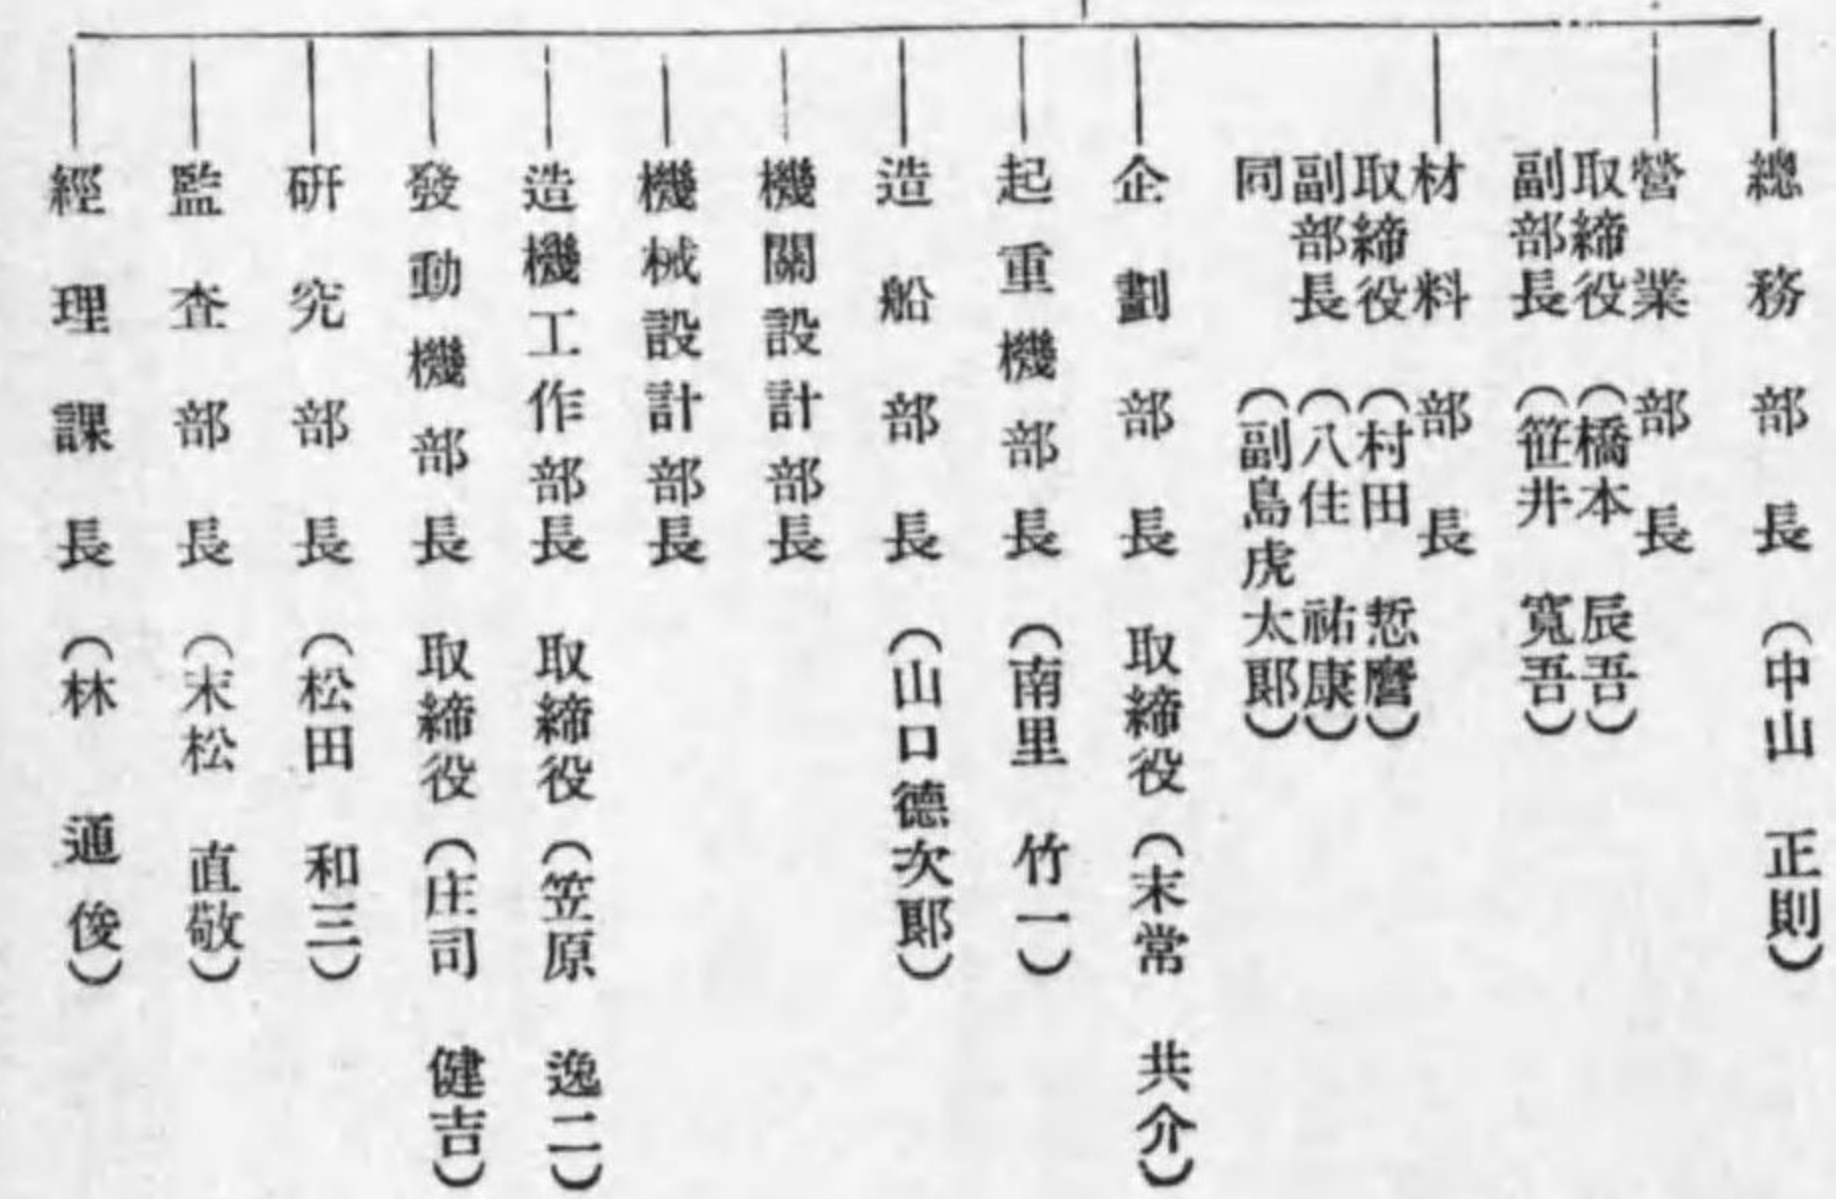 總務部長（中山正則）
營業部長
取締役（橋本辰吾）
副部長（笹井寬吾）
材料部長
取締役（村田惁麿）
副部長（八住祐康）
同（副島虎太郞）
企劃部長取締役（末常共介）
起重機部長（南里竹一）
造船部長（山口德次郞）
機關設計部長
機械設計部長
造機工作部長取締役（笠原逸二）
發動機部長取締役（庄司健吉）
硏究部長（松田和三）
監査部長（末松直敬）
經理課長（林通俊）